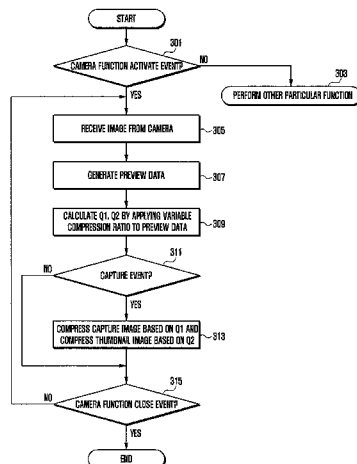 START
301
CAMERA FUNCTION ACTIVATE EVENT?
NO
303
PERFORM OTHER PARTICULAR FUNCTION
YES
RECEIVE IMAGE FROM CAMERA
305
GENERATE PREVIEW DATA
307
CALCULATE Q1, Q2 BY APPLYING VARIABLE
COMPRESSION RATIO TO PREVIEW DATA
309
311
NO
CAPTURE EVENT?
YES
COMPRESS CAPTURE IMAGE BASED ON Q1 AND
COMPRESS THUMBNAIL IMAGE BASED ON Q2
313
315
NO
CAMERA FUNCTION CLOSE EVENT?
YES
END